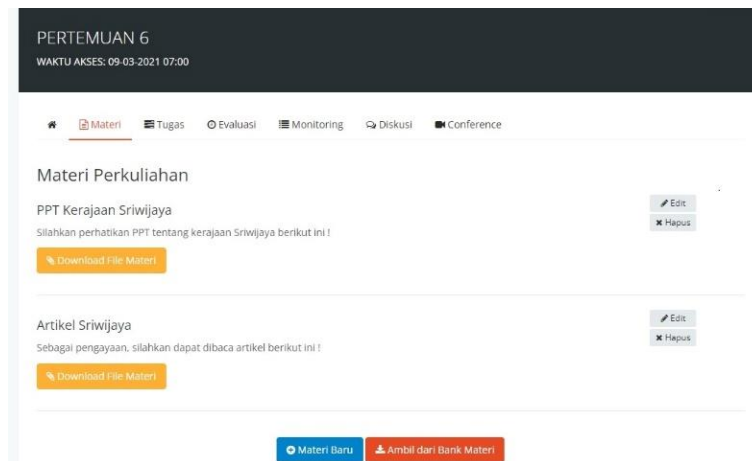 PERTEMUAN 6
WAKTU AKSES: 09-03-2021 07:00
Materi Tugas Evaluasi Monitoring Diskusi Conference
Materi Perkuliahan
PPT Kerajaan Sriwijaya
Silahkan perhatikan PPT tentang kerajaan Sriwijaya berikut ini !
Download File Materi
Edit
Hapus
Artikel Sriwijaya
Sebagai pengayaan, silahkan dapat dibaca artikel berikut ini !
Download File Materi
Edit
Hapus
Materi Baru Ambil dari Bank Materi